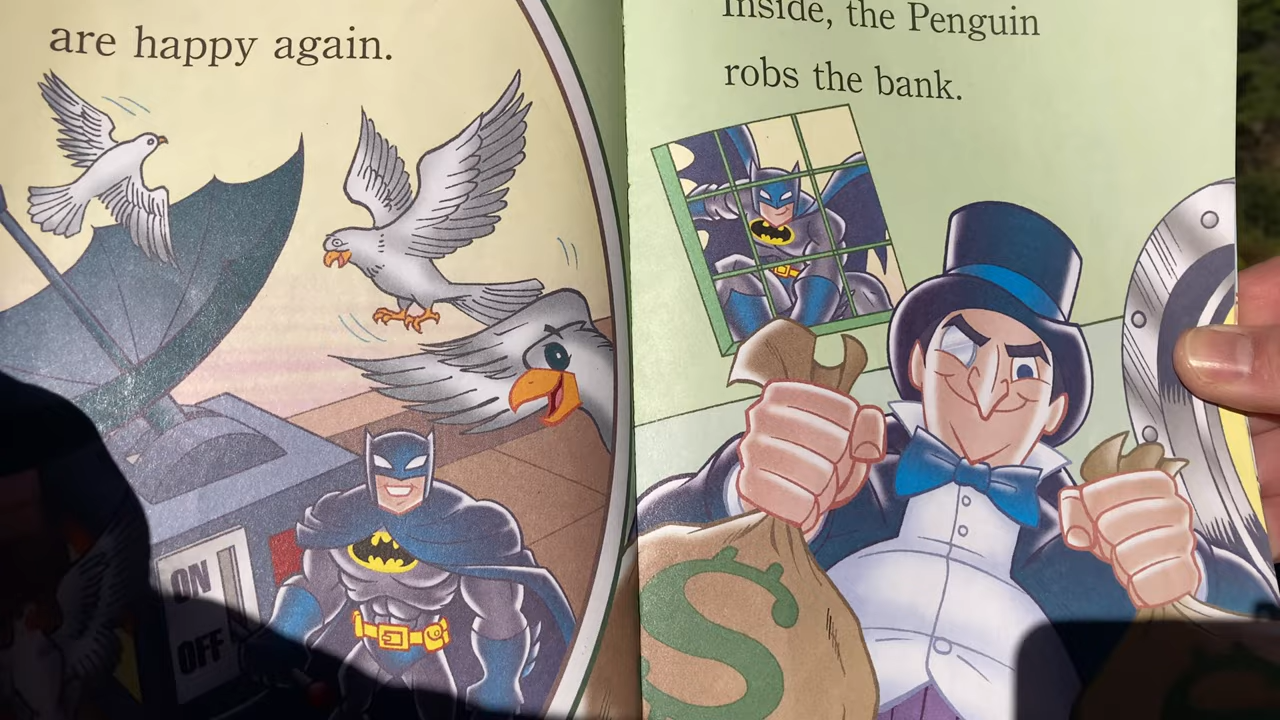 are happy again.
ON
OFF
Inside, the Penguin
robs the bank.
$